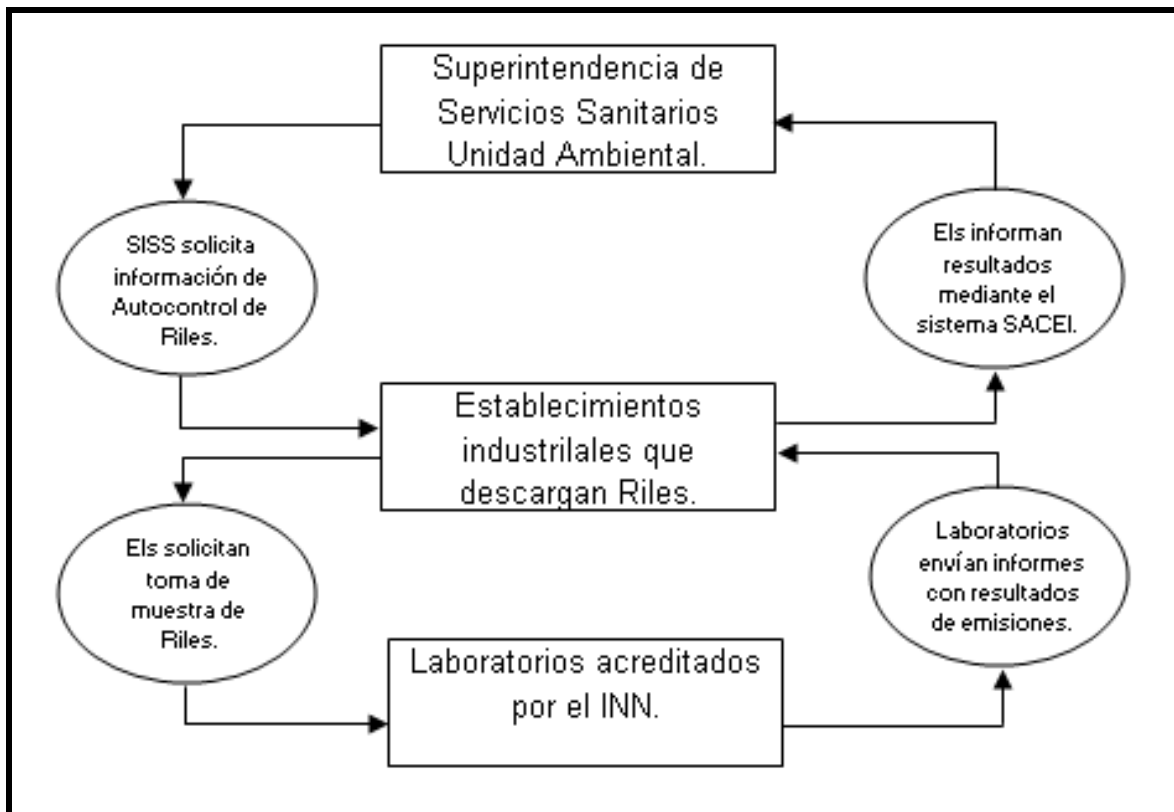 Superintendencia de
Servicios Sanitarios
Unidad Ambiental.
SISS solicita
información de
Autocontrol de
Riles.
EIs informan
resultados
mediante el
sistema SACEI.
Establecimientos
industrilales que
descargan Riles.
EIs solicitan
toma de
muestra de
Riles.
Laboratorios
envían informes
con resultados
de emisiones.
Laboratorios acreditados
por el INN.